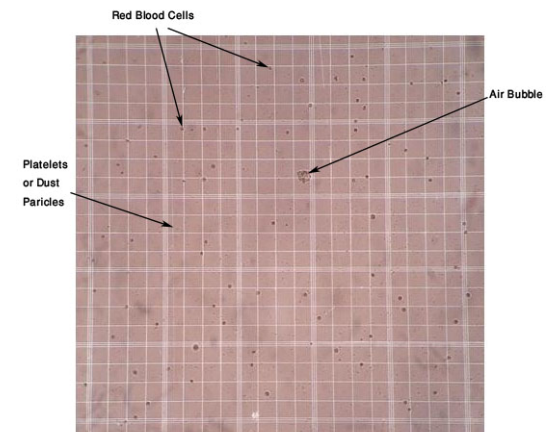 Red Blood Cells
Air Bubble
Platelets
or Dust
Paricles